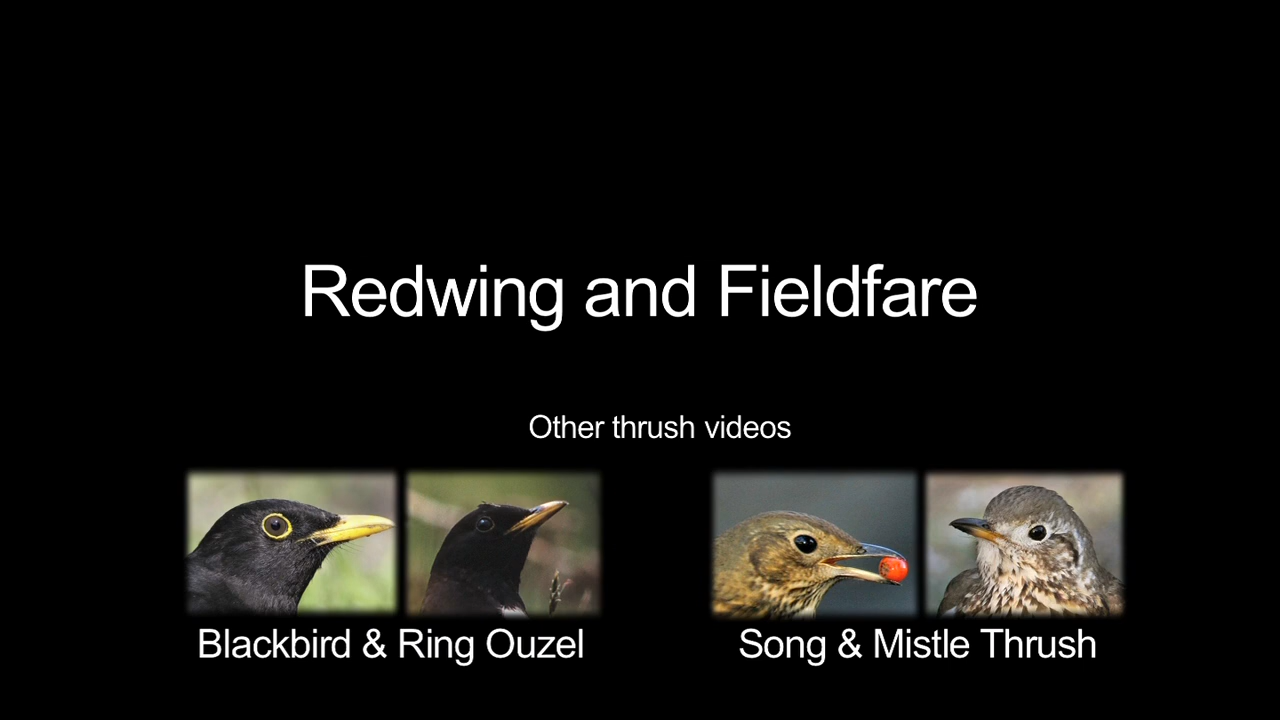 Redwing and Fieldfare
Other thrush videos
Blackbird & Ring Ouzel
Song & Mistle Thrush